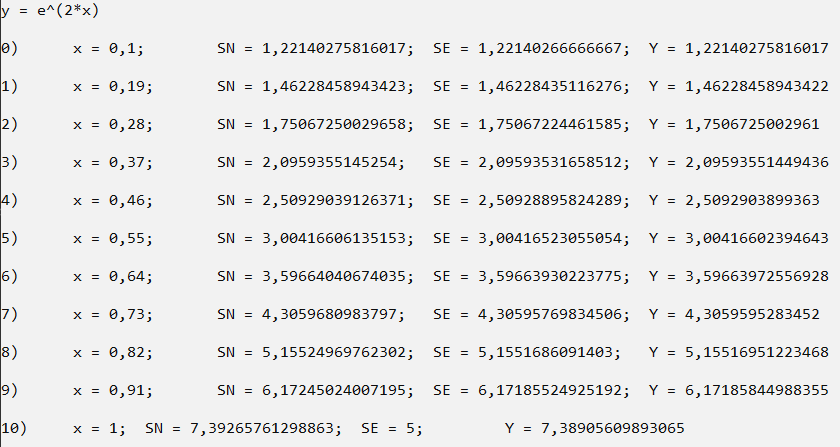 y = e^(2*x)
0) x = 0,1; SN = 1,22140275816017; SE = 1,22140266666667; Y = 1,22140275816017
1) x = 0,19; SN = 1,46228458943423; SE = 1,46228435116276; Y = 1,46228458943422
2) x = 0,28; SN = 1,75067250029658; SE = 1,75067224461585; Y = 1,7506725002961
3) x = 0,37; SN = 2,0959355145254; SE = 2,09593531658512; Y = 2,09593551449436
4) x = 0,46; SN = 2,50929039126371; SE = 2,50928895824289; Y = 2,5092903899363
5) x = 0,55; SN = 3,00416606135153; SE = 3,00416523055054; Y = 3,00416602394643
6) x = 0,64; SN = 3,59664040674035; SE = 3,59663930223775; Y = 3,59663972556928
7) x = 0,73; SN = 4,3059680983797; SE = 4,30595769834506; Y = 4,3059595283452
8) x = 0,82; SN = 5,15524969762302; SE = 5,1551686091403; Y = 5,15516951223468
9) x = 0,91; SN = 6,17245024007195; SE = 6,17185524925192; Y = 6,17185844988355
10) x = 1; SN = 7,39265761298863; SE = 5; Y = 7,38905609893065